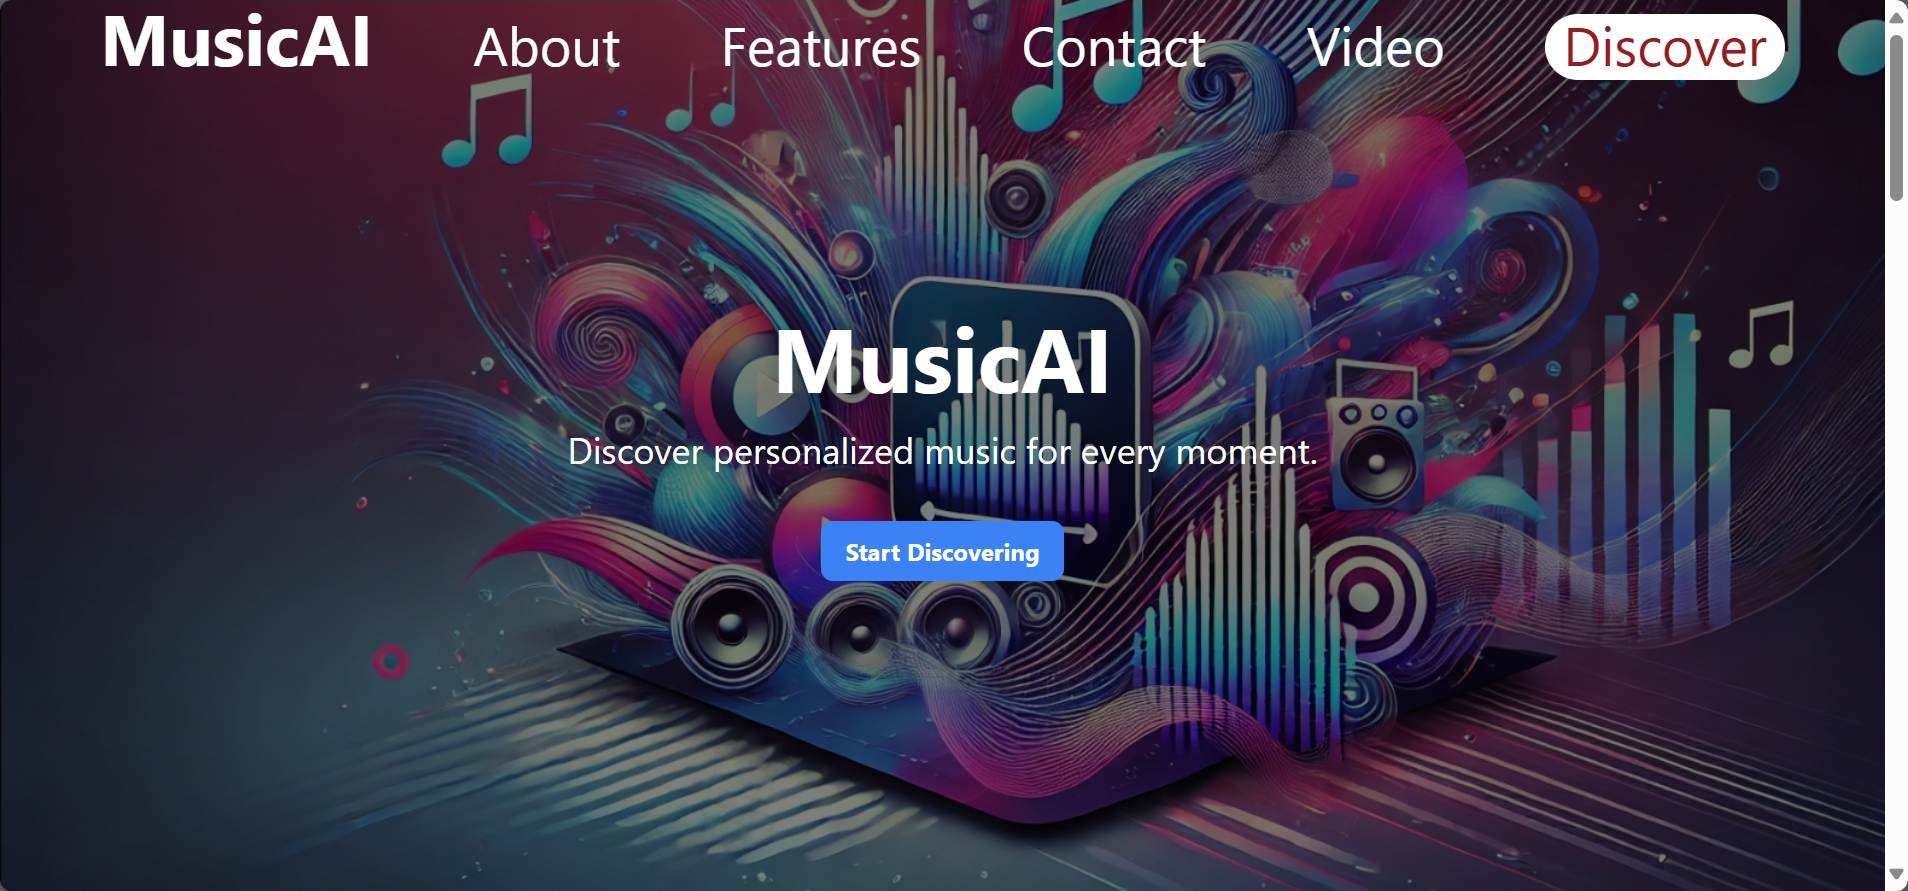 MusicAI About Features Contact Video Discover
MusicAI
Discover personalized music for every moment.
Start Discovering